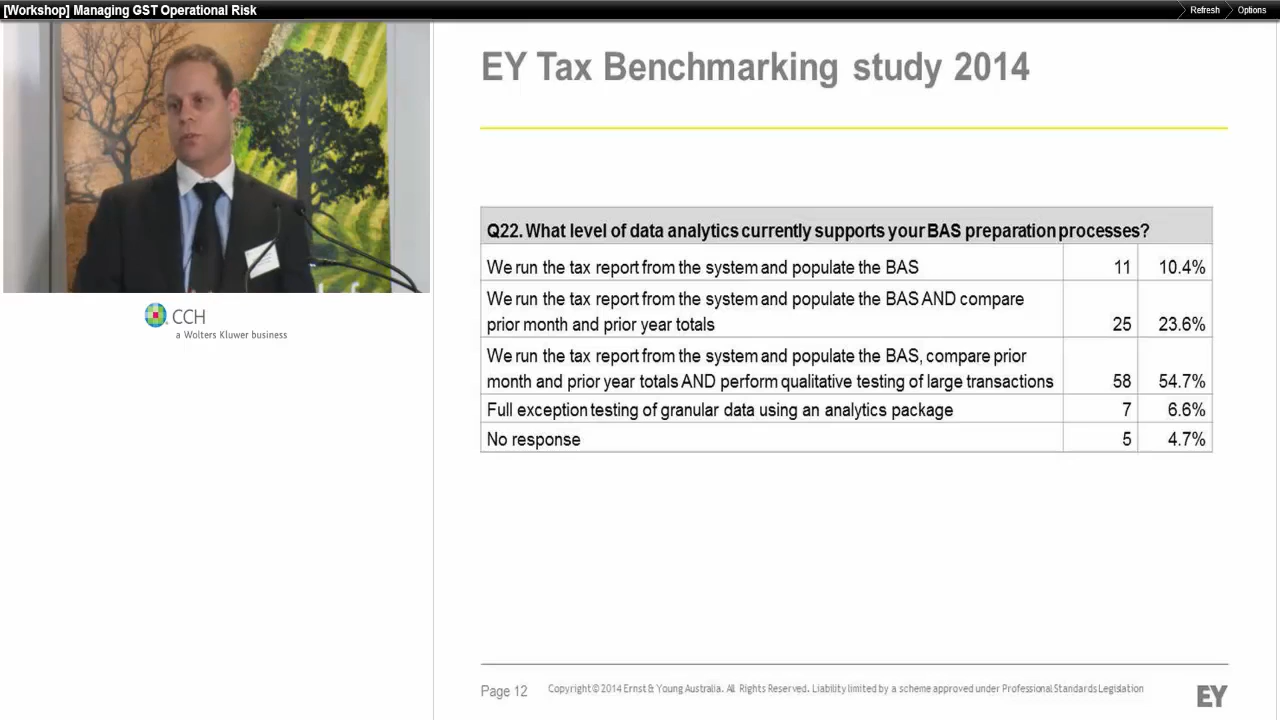 [Workshop] Managing GST Operational Risk
Refresh
Options
EY Tax Benchmarking study 2014
Q22. What level of data analytics currently supports your BAS preparation processes?
We run the tax report from the system and populate the BAS 11 10.4%
We run the tax report from the system and populate the BAS AND compare
prior month and prior year totals 25 23.6%
We run the tax report from the system and populate the BAS, compare prior
month and prior year totals AND perform qualitative testing of large transactions 58 54.7%
Full exception testing of granular data using an analytics package 7 6.6%
No response 5 4.7%
CCH
a Wolters Kluwer business
Page 12
Copyright © 2014 Ernst & Young Australia. All Rights Reserved. Liability limited by a scheme approved under Professional Standards Legislation
EY